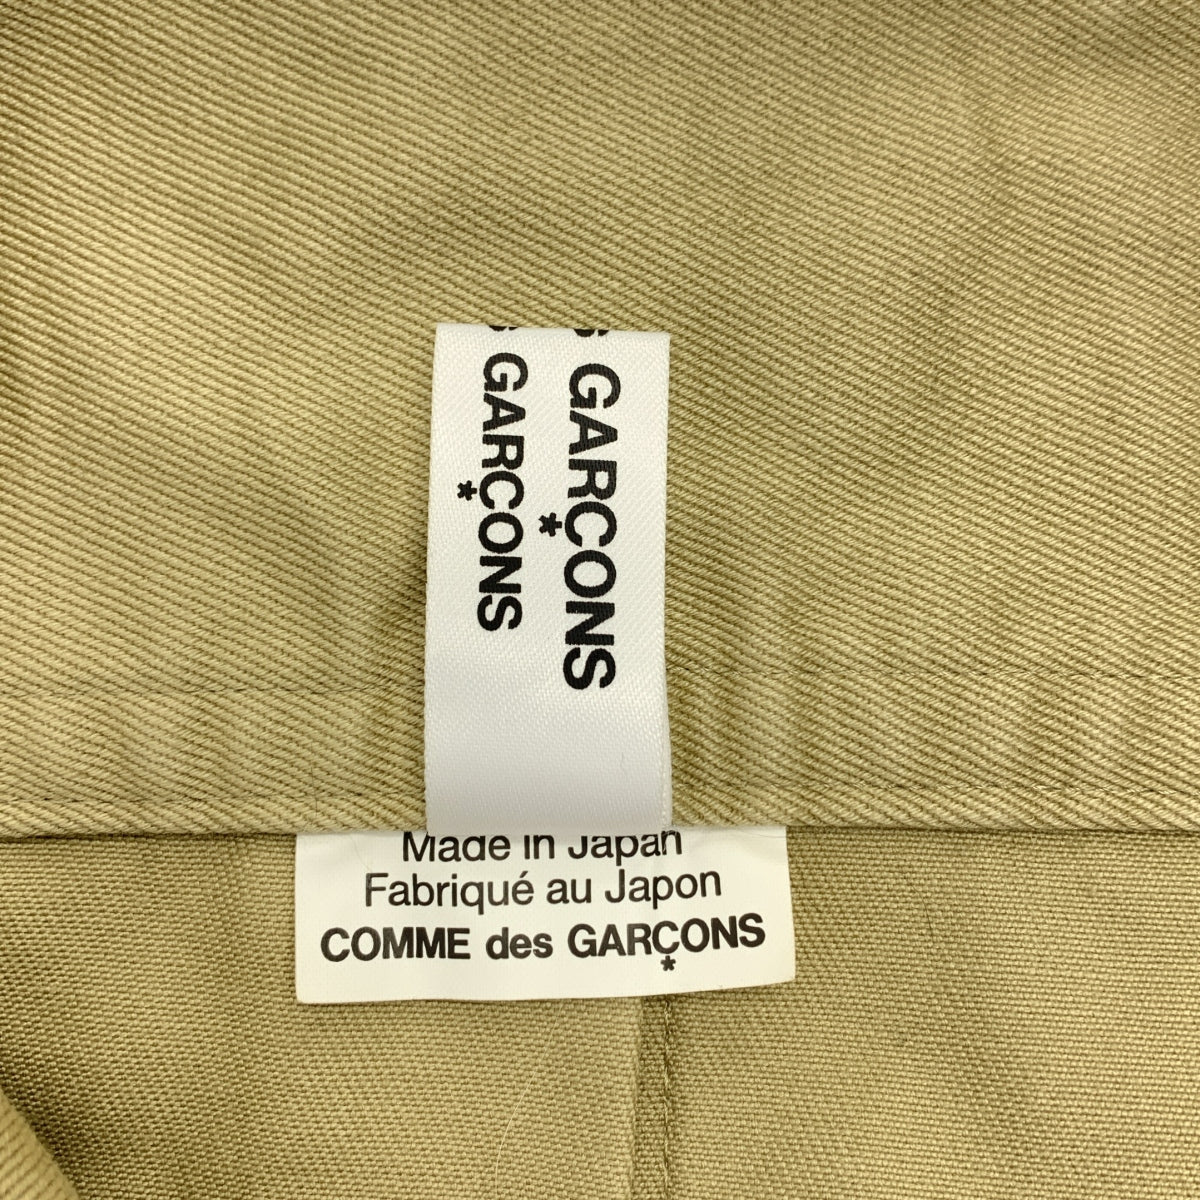 S GARÇONS
S GARÇONS
Made in Japan
Fabriqué au Japon
COMME des GARÇONS